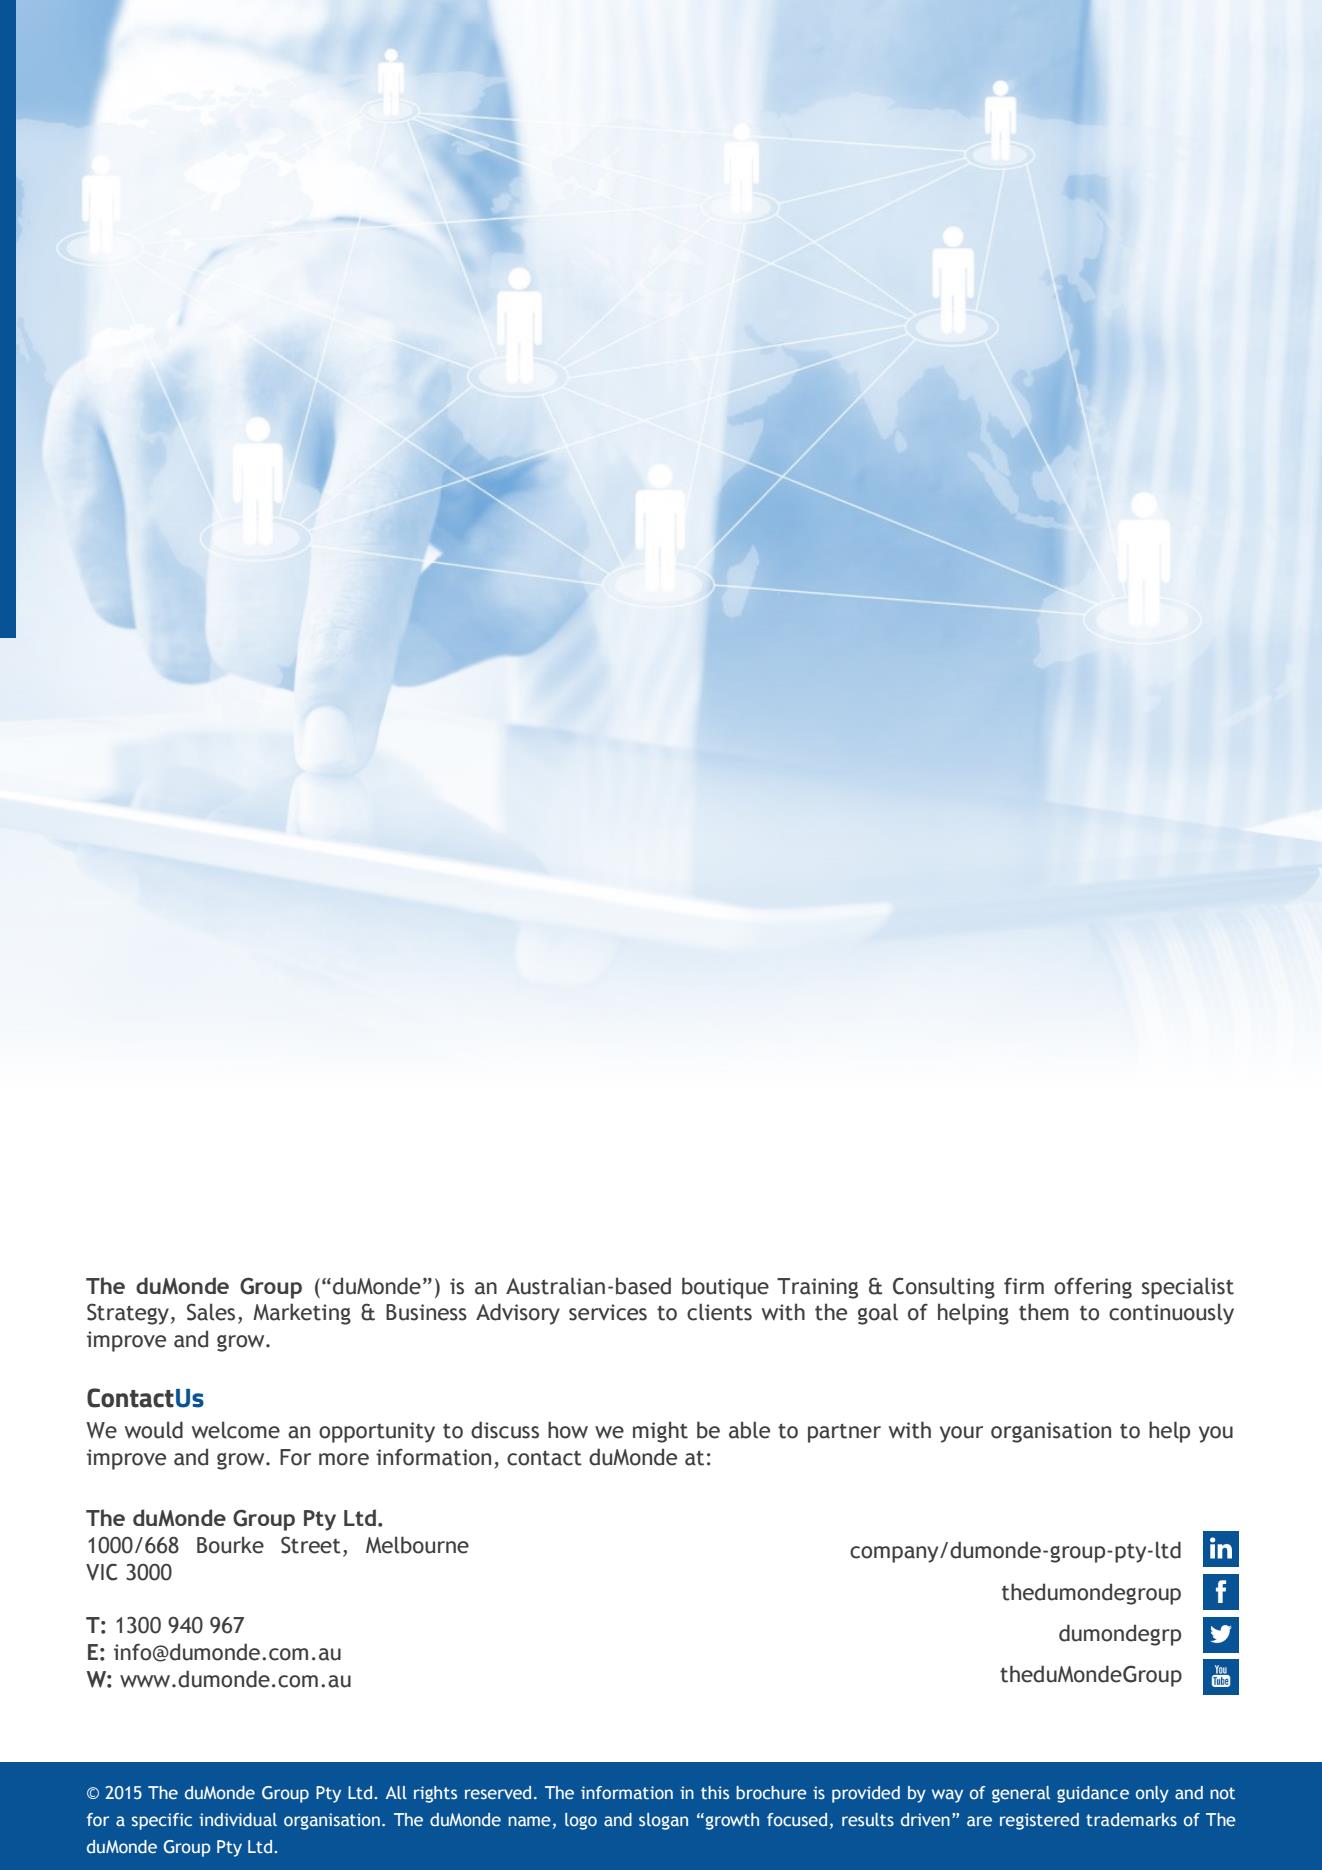 The duMonde Group (“duMonde”) is an Australian-based boutique Training & Consulting firm offering specialist
Strategy, Sales, Marketing & Business Advisory services to clients with the goal of helping them to continuously
improve and grow.
ContactUs
We would welcome an opportunity to discuss how we might be able to partner with your organisation to help you
improve and grow. For more information, contact duMonde at:
The duMonde Group Pty Ltd.
1000/668 Bourke Street, Melbourne
VIC 3000
T: 1300 940 967
E: info@dumonde.com.au
W: www.dumonde.com.au
company/dumonde-group-pty-ltd in
thedumondegroup f
dumondegrp
theduMondeGroup You Tube
© 2015 The duMonde Group Pty Ltd. All rights reserved. The information in this brochure is provided by way of general guidance only and not
for a specific individual organisation. The duMonde name, logo and slogan “growth focused, results driven” are registered trademarks of The
duMonde Group Pty Ltd.